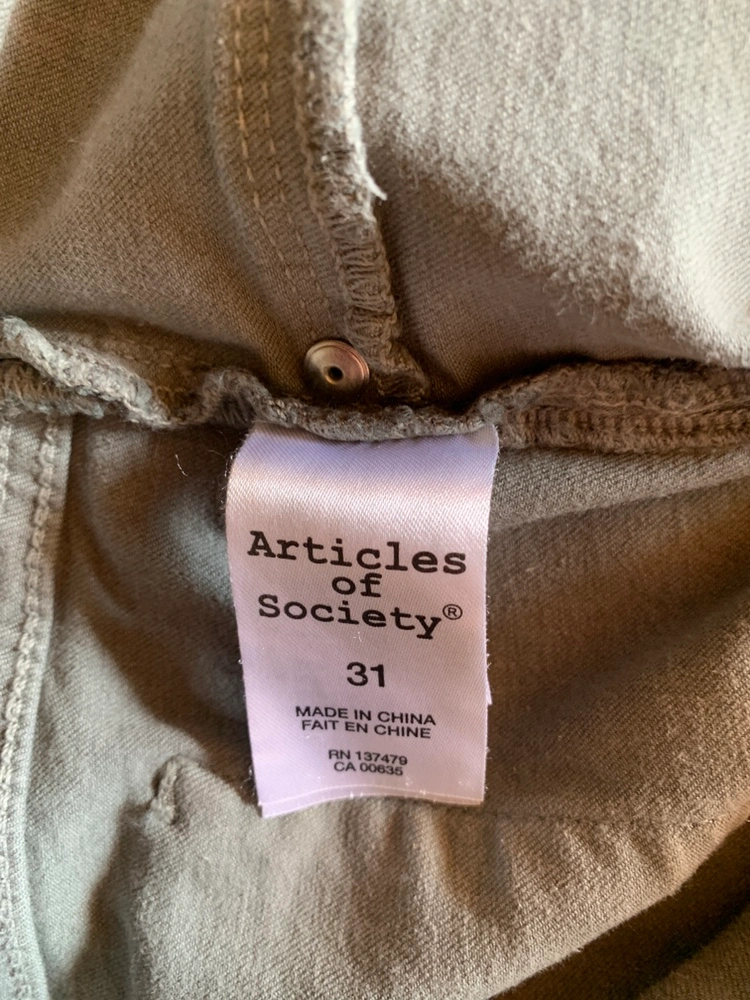 Articles
of
Society®
31
MADE IN CHINA
FAIT EN CHINE
RN 137479
CA 00635